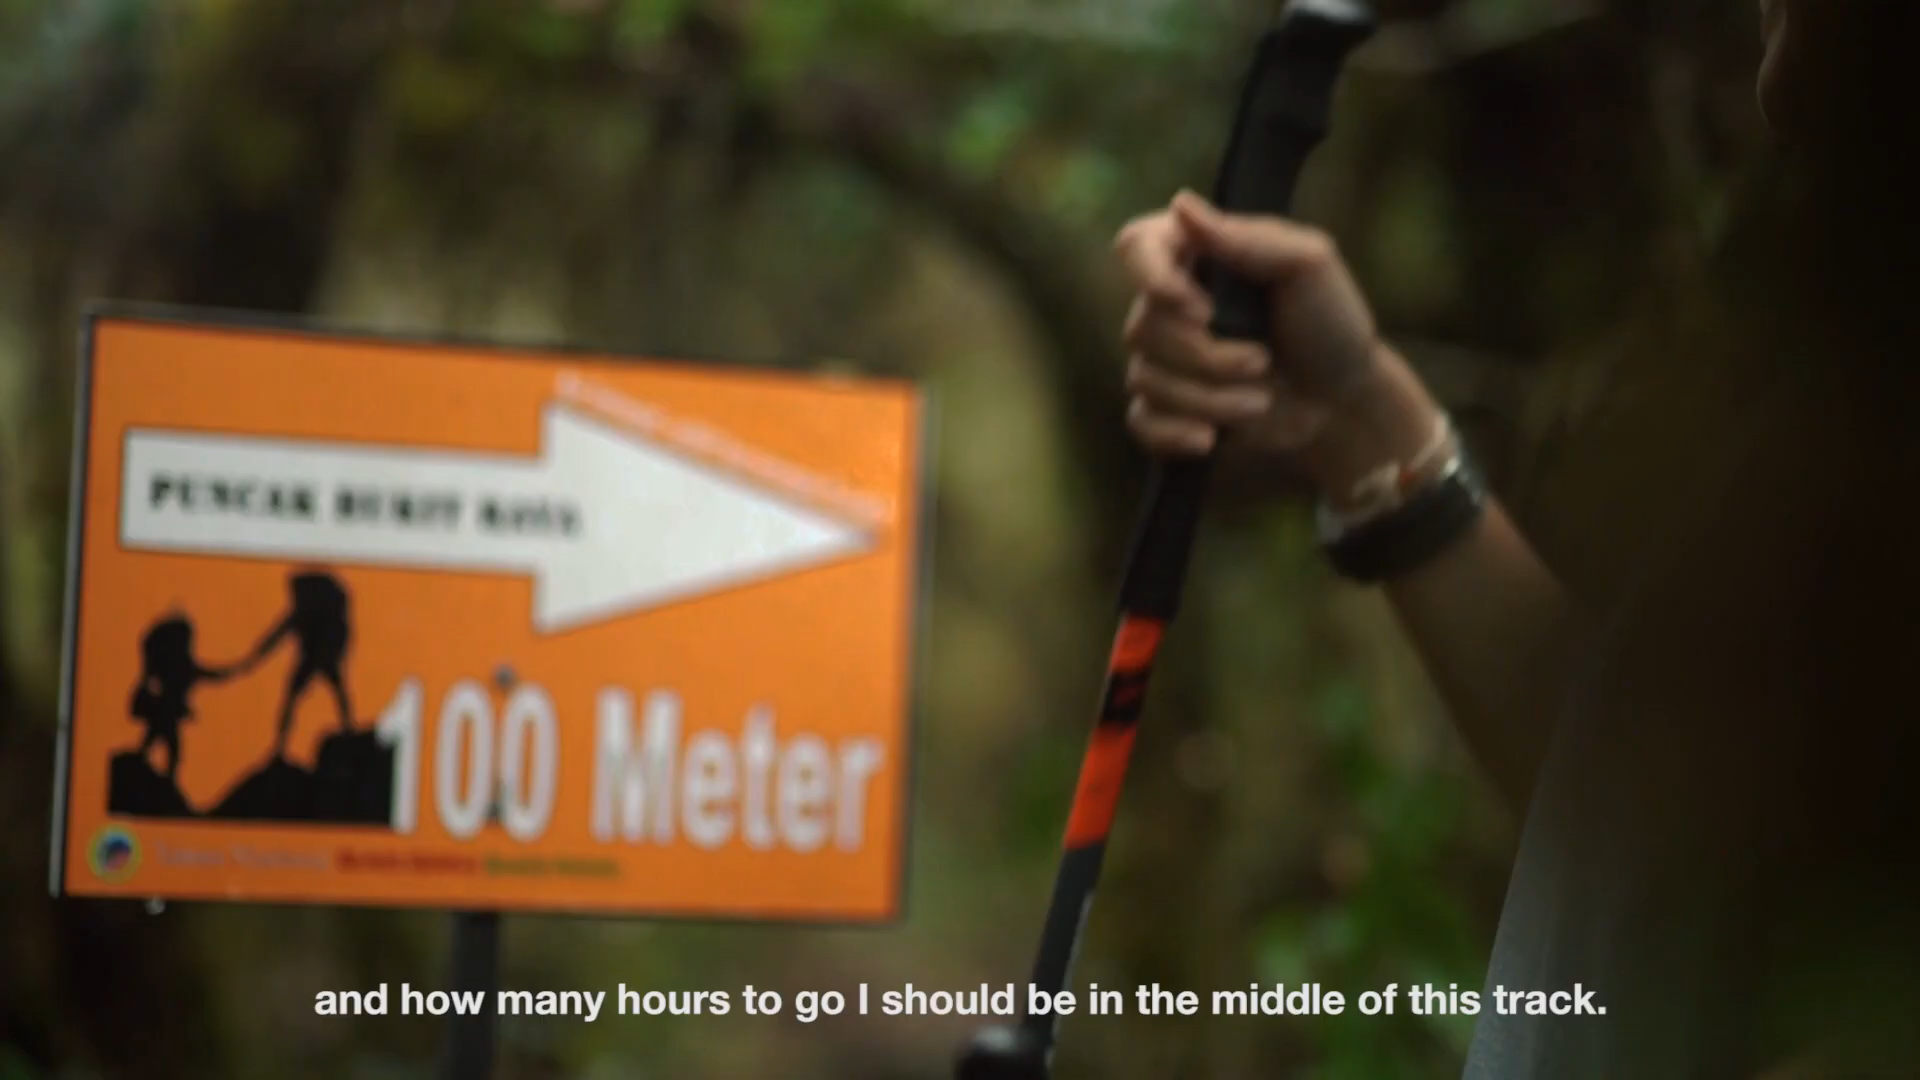 PUNCAK BUKIT RAYA
100 Meter
and how many hours to go I should be in the middle of this track.